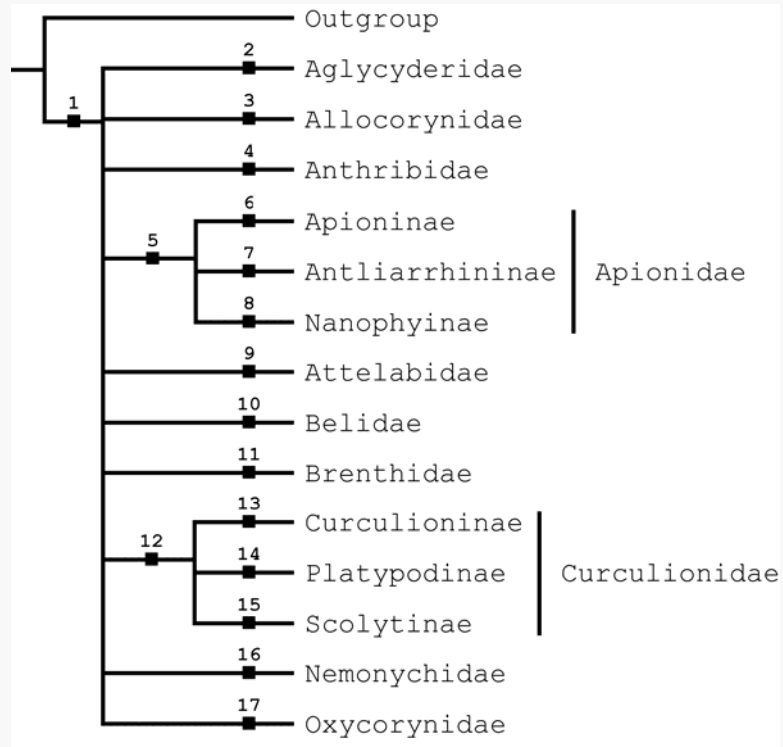 Outgroup
2
Aglycyderidae
1
3
Allocorynidae
4
Anthribidae
6
Apioninae
5
7
Antliarrhininae
Apionidae
8
Nanophyinae
9
Attelabidae
10
Belidae
11
Brenthidae
13
Curculioninae
12
14
Platypodinae
Curculionidae
15
Scolytinae
16
Nemonychidae
17
Oxycorynidae